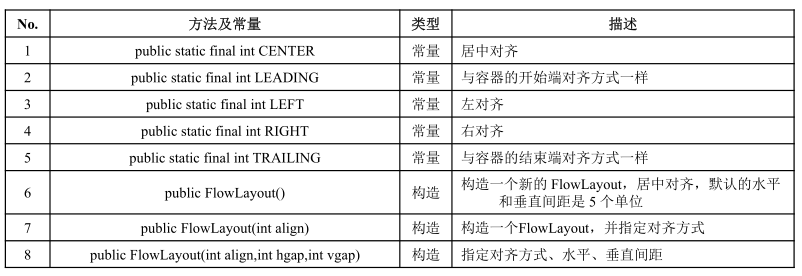 No. 方法及常量 类型 描述
1 public static final int CENTER 常量 居中对齐
2 public static final int LEADING 常量 与容器的开始端对齐方式一样
3 public static final int LEFT 常量 左对齐
4 public static final int RIGHT 常量 右对齐
5 public static final int TRAILING 常量 与容器的结束端对齐方式一样
6 public FlowLayout() 构造 构造一个新的 FlowLayout，居中对齐，默认的水平
和垂直间距是 5 个单位
7 public FlowLayout(int align) 构造 构造一个FlowLayout，并指定对齐方式
8 public FlowLayout(int align,int hgap,int vgap) 构造 指定对齐方式、水平、垂直间距